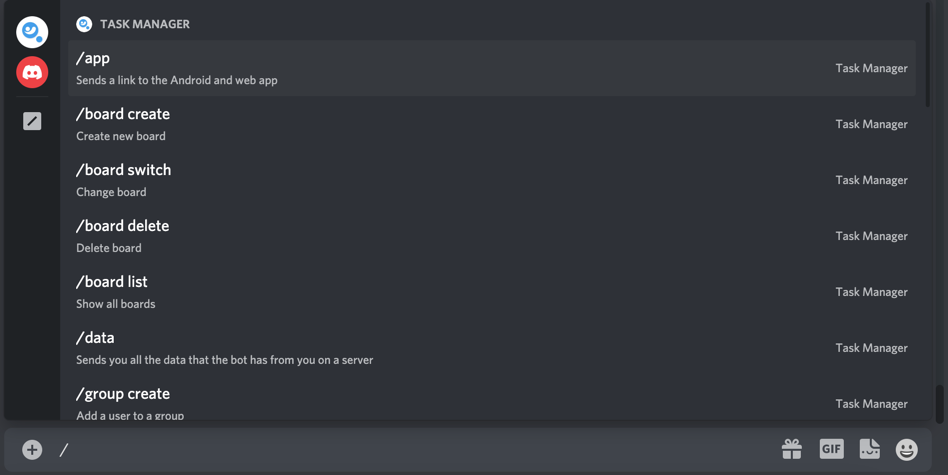 TASK MANAGER
/app
Sends a link to the Android and web app
Task Manager
/board create
Create new board
Task Manager
/board switch
Change board
Task Manager
/board delete
Delete board
Task Manager
/board list
Show all boards
Task Manager
/data
Sends you all the data that the bot has from you on a server
Task Manager
/group create
Add a user to a group
Task Manager
/
GIF